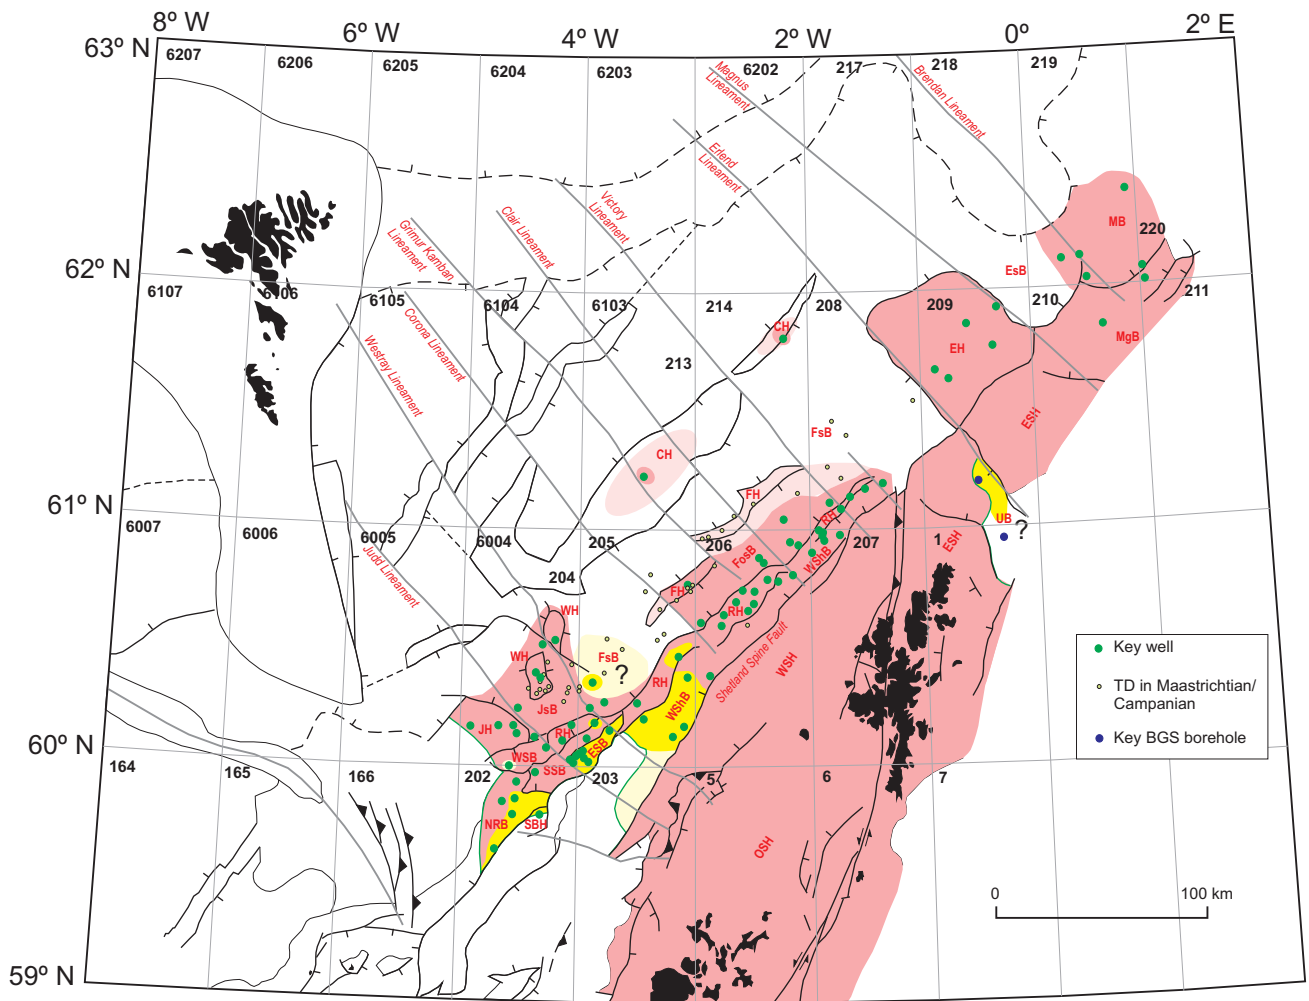 8º W
6º W
4º W
2º W
0º
2º E
63º N
6207
6206
6205
6204
6203
6202
217
218
219
Magnus
Lineament
Brendan Lineament
Erlend
Lineament
Victory
Lineament
Clair Lineament
Grimur Kamban
Lineament
MB
220
62º N
EsB
6107
6106
6105
6104
6103
214
208
209
210
211
Corona Lineament
Westray Lineament
CH
EH
MgB
213
ESH
FsB
CH
61º N
FH
RH
UB
?
6007
6006
6005
6004
205
206
207
1
ESH
FosB
WShB
Judd Lineament
204
FH
RH
WH
Shetland Spine Fault
WSH
WH
FsB
?
RH
JsB
WShB
JH
RH
ESB
60º N
WSB
SSB
164
165
166
202
203
5
6
7
NRB
SBH
OSH
Key well
TD in Maastrichtian/
Campanian
Key BGS borehole
0
100 km
59º N